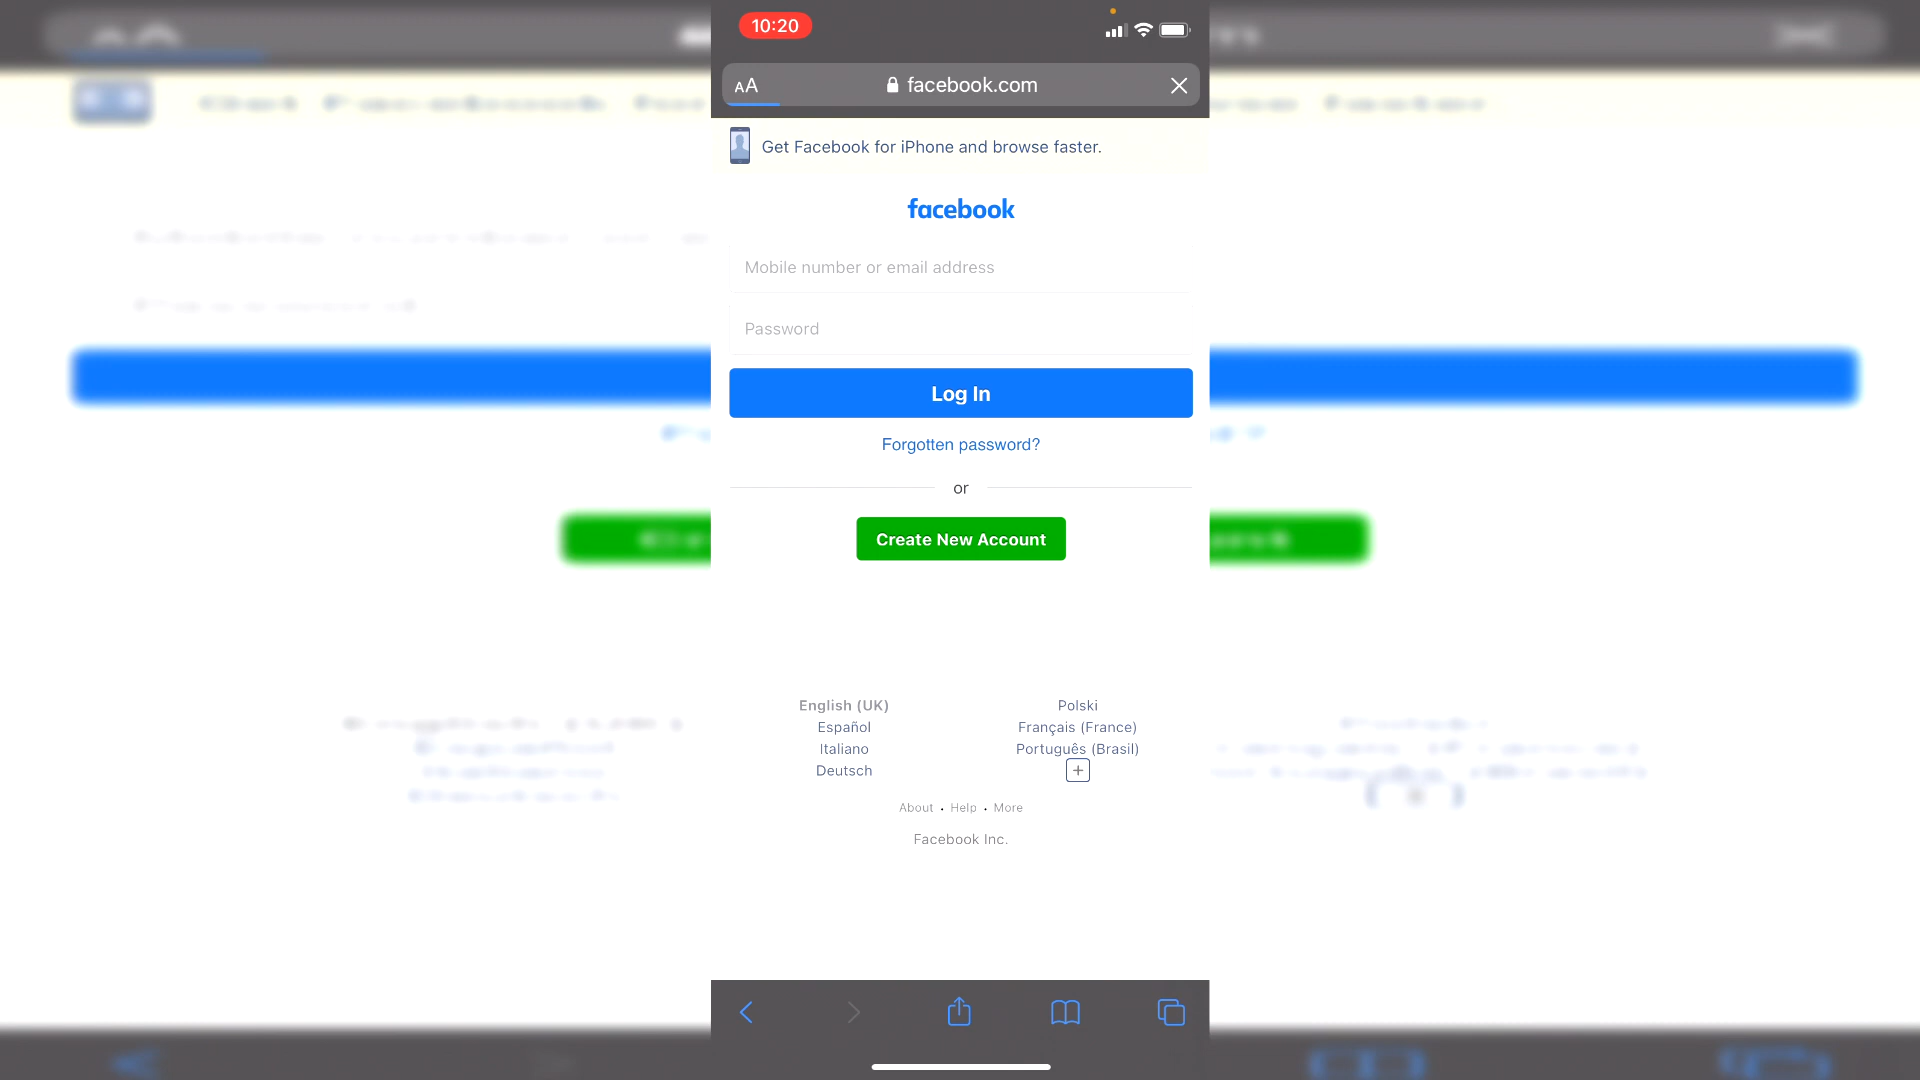 10:20
AA
facebook.com
Get Facebook for iPhone and browse faster.
facebook
Mobile number or email address
Password
Log In
Forgotten password?
or
Create New Account
English (UK)
Polski
Español
Français (France)
Italiano
Português (Brasil)
Deutsch
+
About • Help • More
Facebook Inc.